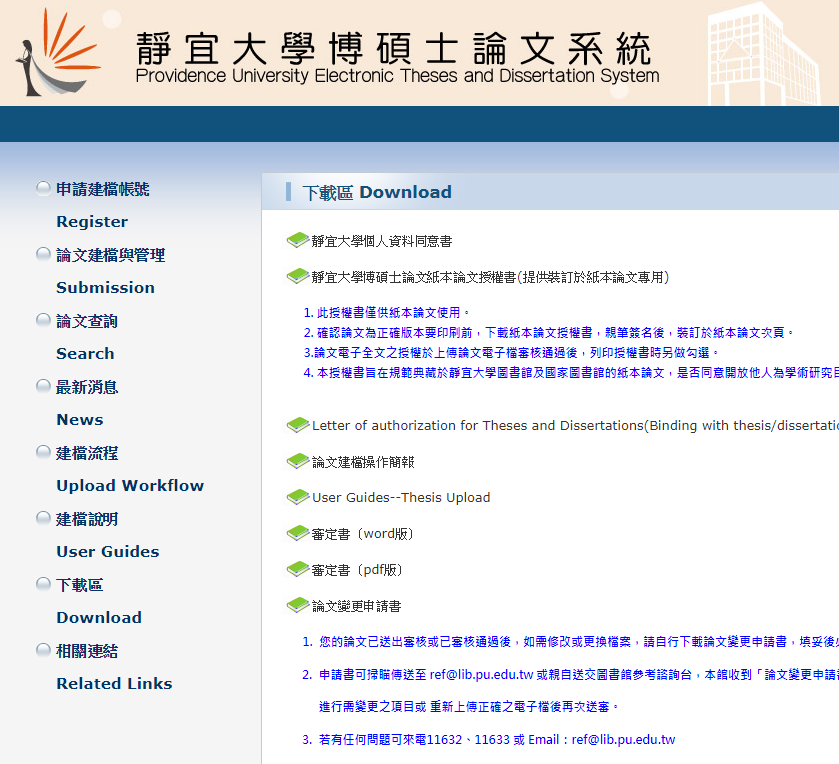 靜宜大學博碩士論文系統
Providence University Electronic Theses and Dissertation System
申請建檔帳號
Register
論文建檔與管理
Submission
論文查詢
Search
最新消息
News
建檔流程
Upload Workflow
建檔說明
User Guides
下載區
Download
相關連結
Related Links
下載區 Download
靜宜大學個人資料同意書
靜宜大學博碩士論文紙本論文授權書(提供裝訂於紙本論文專用)
1. 此授權書僅供紙本論文使用。
2. 確認論文為正確版本要印刷前，下載紙本論文授權書，親筆簽名後，裝訂於紙本論文次頁。
3.論文電子全文之授權於上傳論文電子檔審核通過後，列印授權書時另做勾選。
4. 本授權書旨在規範典藏於靜宜大學圖書館及國家圖書館的紙本論文，是否同意開放他人為學術研究目
Letter of authorization for Theses and Dissertations(Binding with thesis/dissertatio
論文建檔操作簡報
User Guides--Thesis Upload
審定書〔word版〕
審定書〔pdf版〕
論文變更申請書
1. 您的論文已送出審核或已審核通過後，如需修改或更換檔案，請自行下載論文變更申請書，填妥後
2. 申請書可掃瞄傳送至 ref@lib.pu.edu.tw 或親自送交圖書館參考諮詢台，本館收到「論文變更申請
進行需變更之項目或 重新上傳正確之電子檔後再次送審。
3. 若有任何問題可來電11632、11633 或 Email：ref@lib.pu.edu.tw